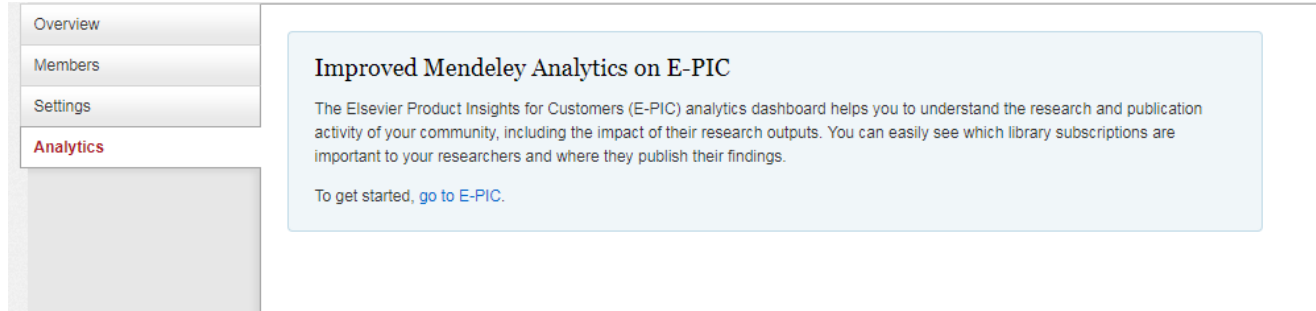 Overview
Members
Settings
Analytics
Improved Mendeley Analytics on E-PIC
The Elsevier Product Insights for Customers (E-PIC) analytics dashboard helps you to understand the research and publication
activity of your community, including the impact of their research outputs. You can easily see which library subscriptions are
important to your researchers and where they publish their findings.
To get started, go to E-PIC.